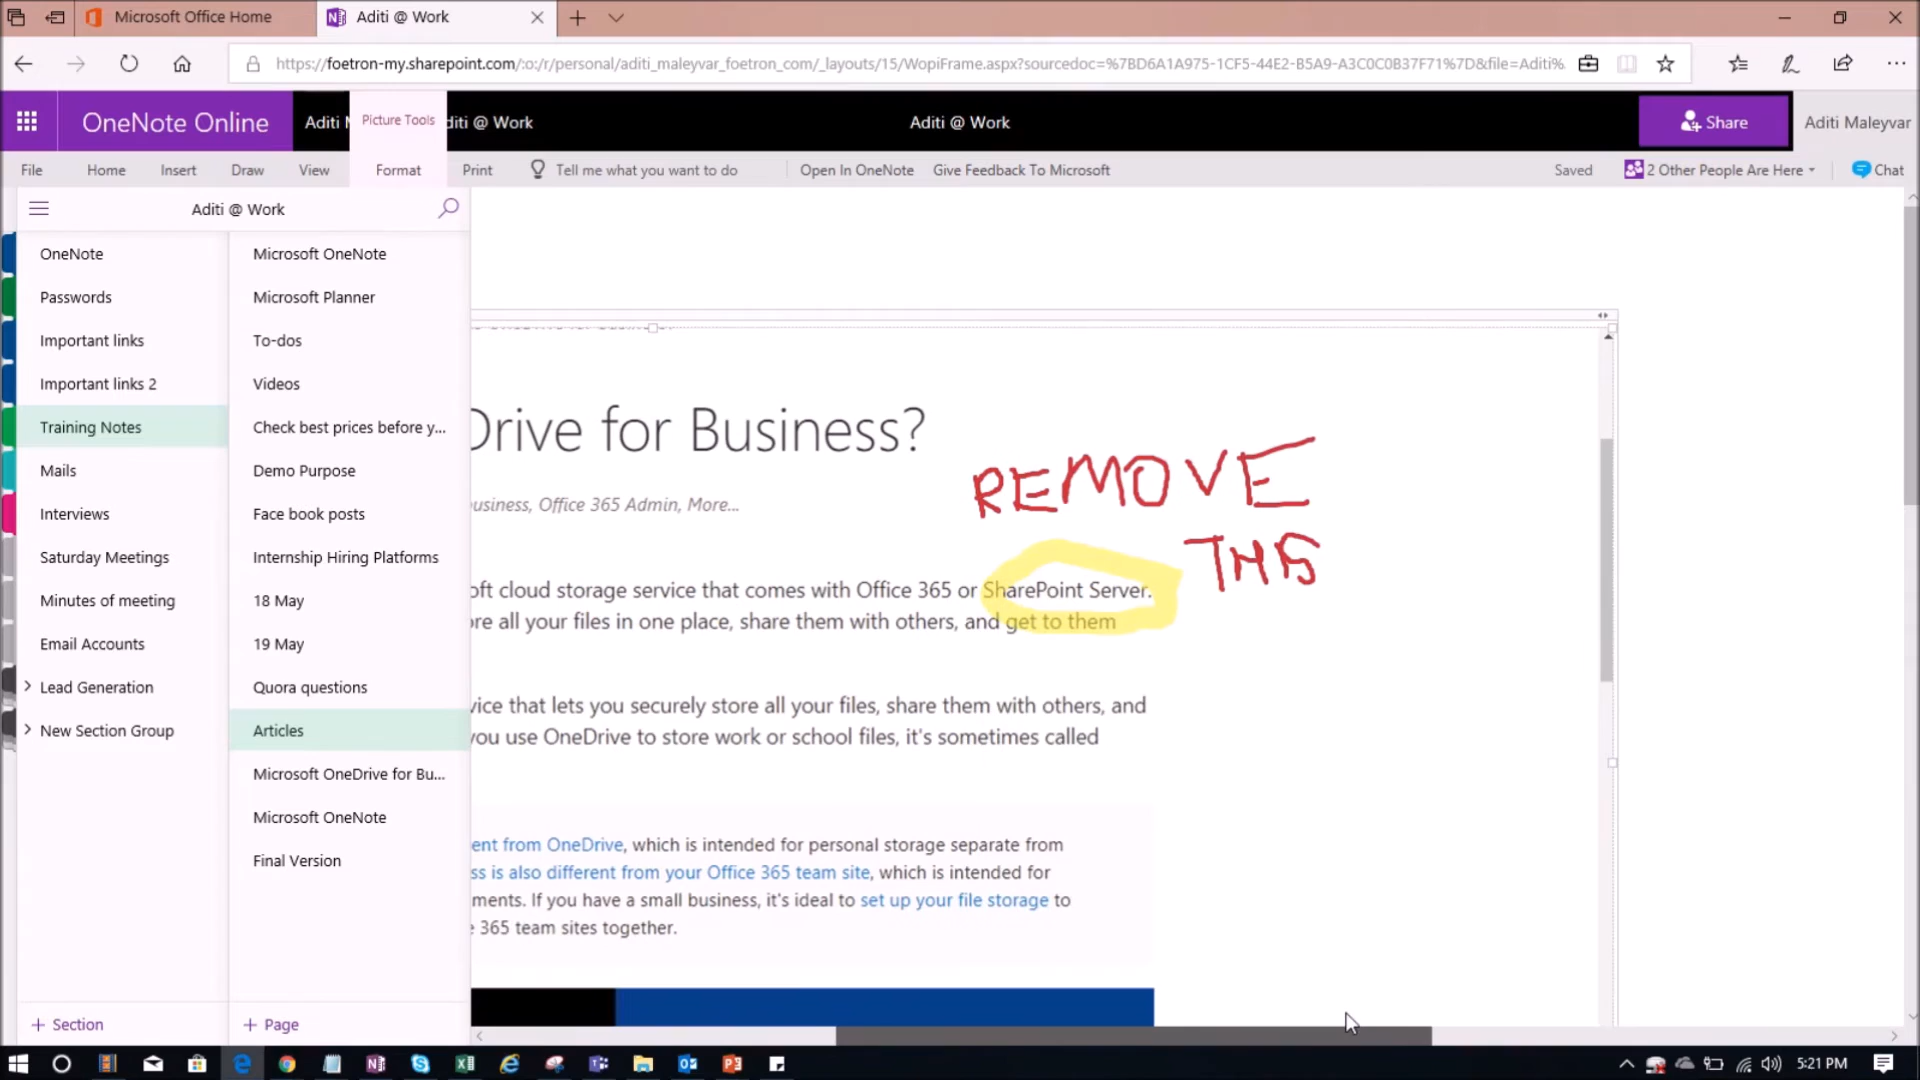 Microsoft Office Home
Aditi @ Work
https://foetron-my.sharepoint.com/:o:/r/personal/aditi_maleyvar_foetron_com/_layouts/15/WopiFrame.aspx?sourcedoc=%7BD6A1A975-1CF5-44E2-B5A9-A3C0C0B37F71%7D&file=Aditi%
OneNote Online
Aditi
Picture Tools
diti @ Work
Aditi @ Work
Share
Aditi Maleyvar
File
Home
Insert
Draw
View
Format
Print
Tell me what you want to do
Open In OneNote
Give Feedback To Microsoft
Saved
2 Other People Are Here
Chat
Aditi @ Work
OneNote
Passwords
Important links
Important links 2
Training Notes
Mails
Interviews
Saturday Meetings
Minutes of meeting
Email Accounts
Lead Generation
New Section Group
+ Section
Microsoft OneNote
Microsoft Planner
To-dos
Videos
Check best prices before y...
Demo Purpose
Face book posts
Internship Hiring Platforms
18 May
19 May
Quora questions
Articles
Microsoft OneDrive for Bu...
Microsoft OneNote
Final Version
+ Page
Drive for Business?
usiness, Office 365 Admin, More...
REMOVE
THIS
oft cloud storage service that comes with Office 365 or SharePoint Server.
ore all your files in one place, share them with others, and get to them
vice that lets you securely store all your files, share them with others, and
you use OneDrive to store work or school files, it's sometimes called
ent from OneDrive, which is intended for personal storage separate from
ss is also different from your Office 365 team site, which is intended for
ments. If you have a small business, it's ideal to set up your file storage to
e 365 team sites together.
5:21 PM